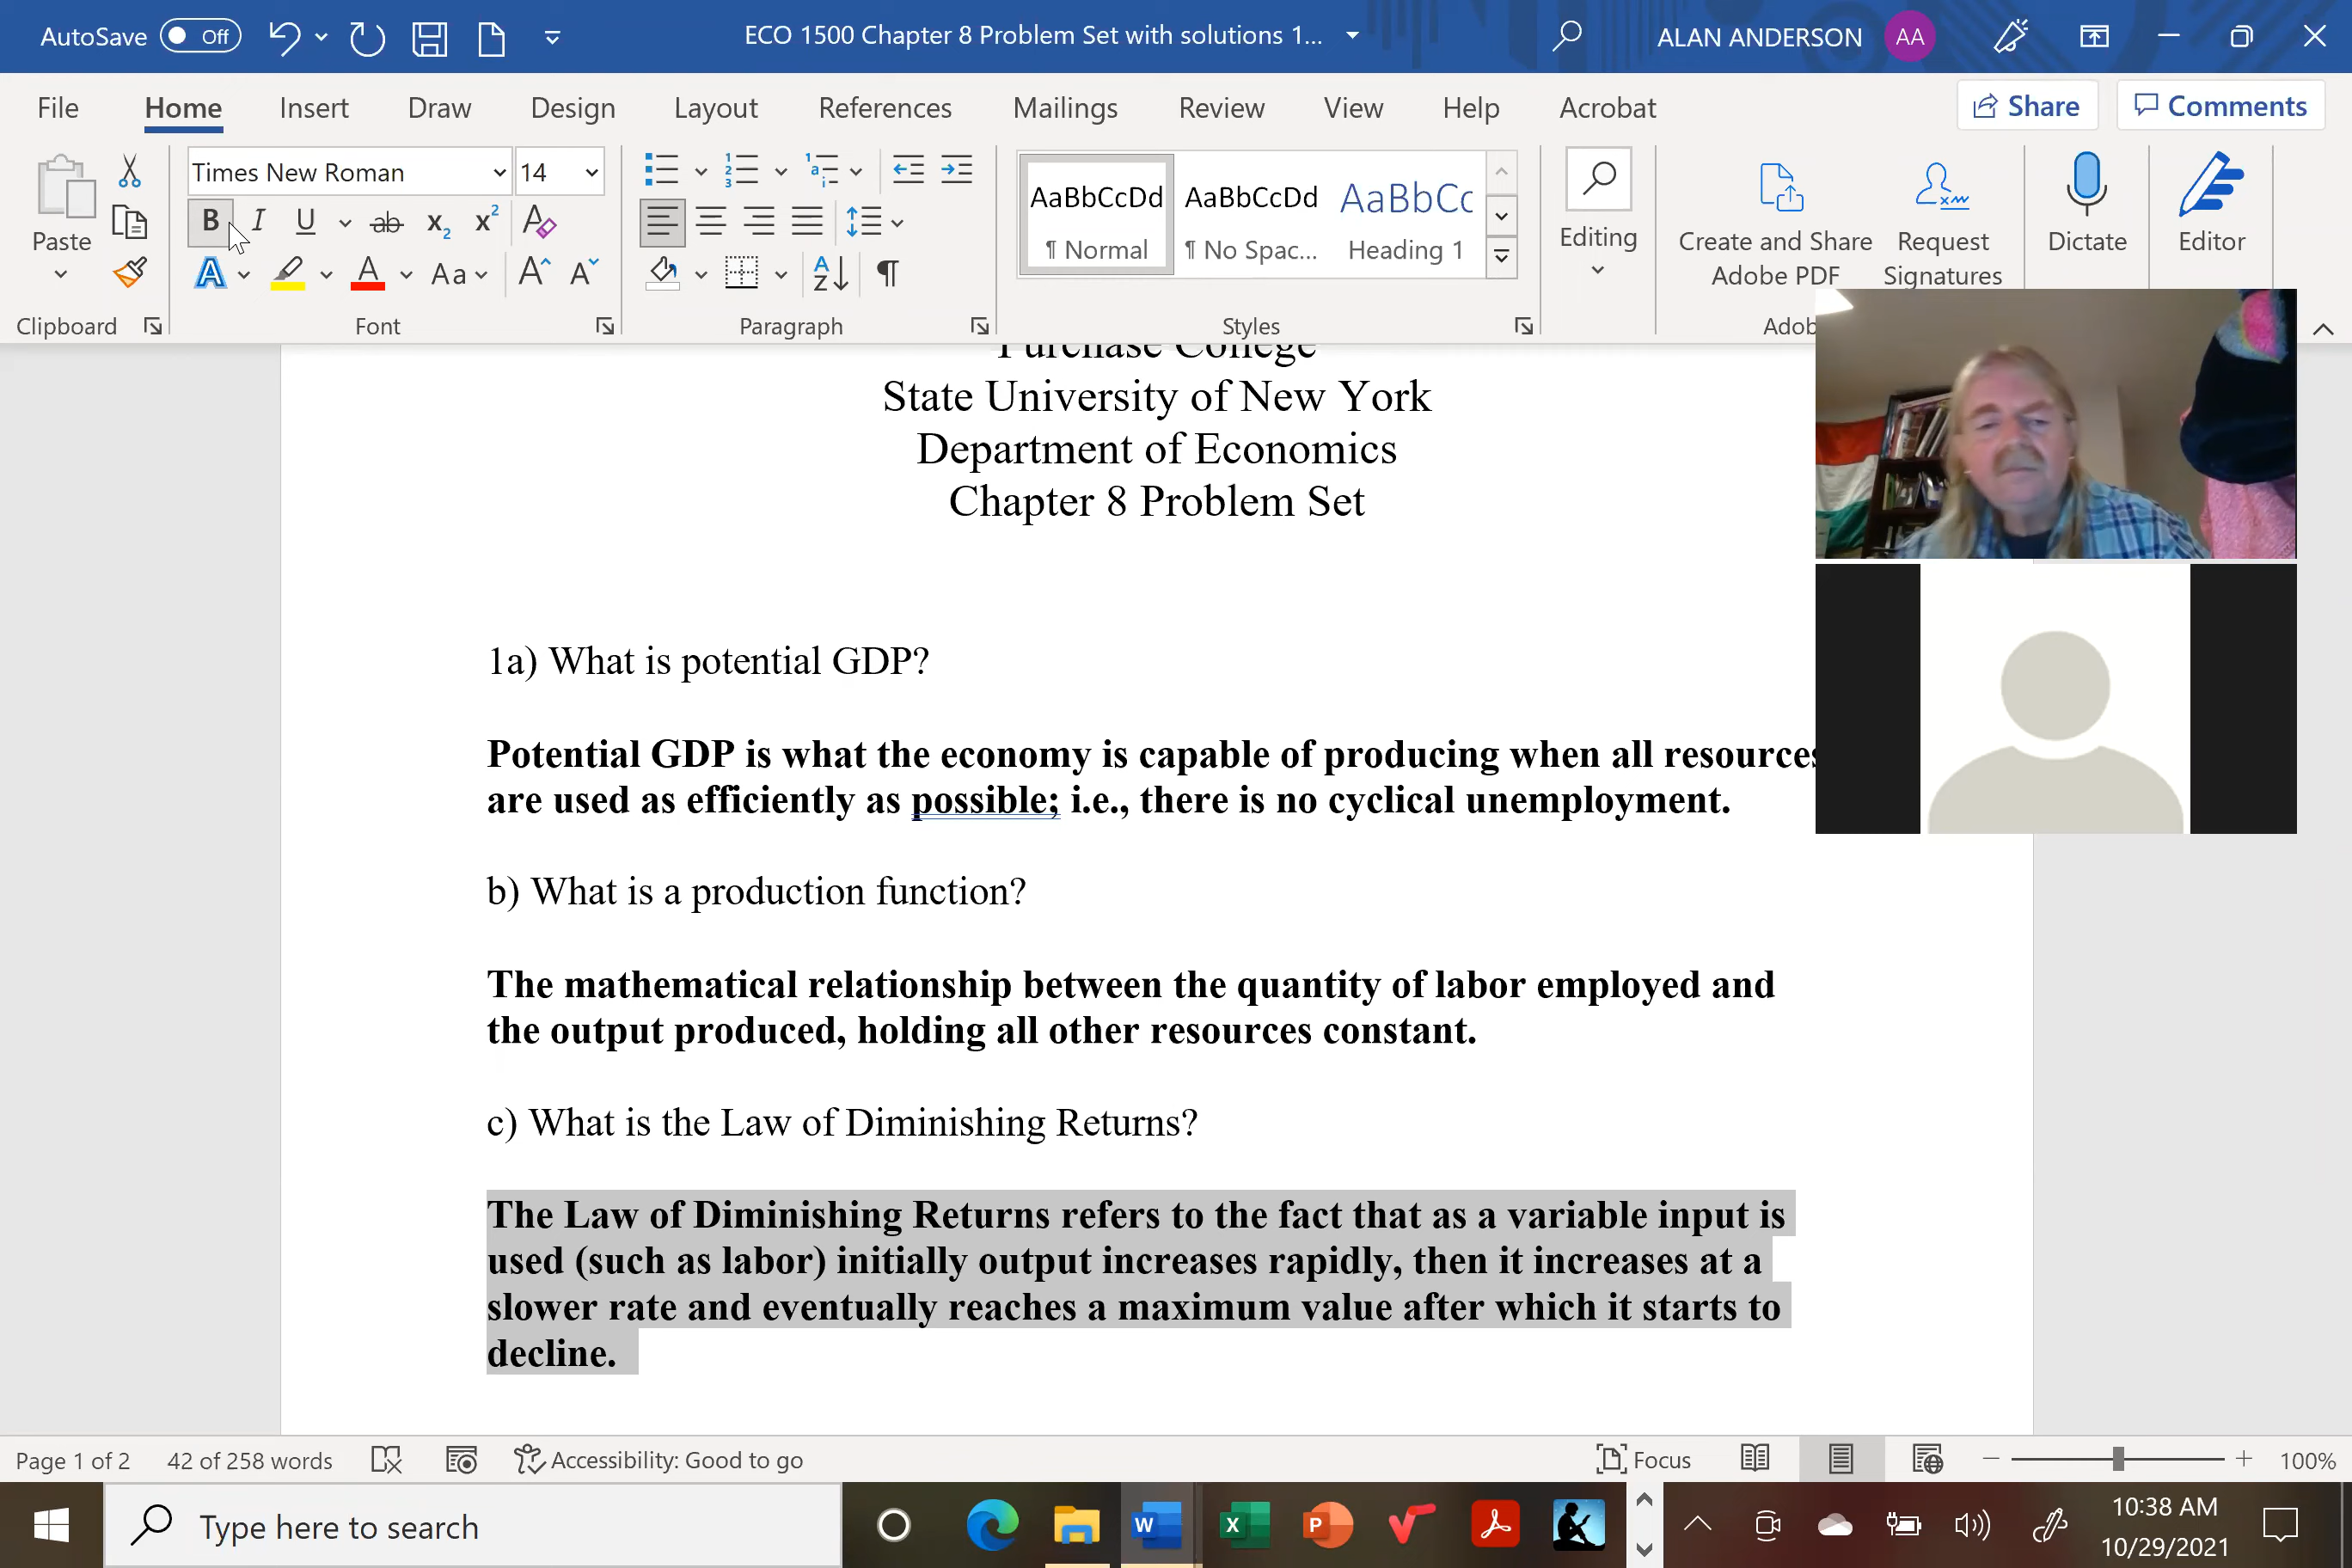 AutoSave Off ECO 1500 Chapter 8 Problem Set with solutions 1... ALAN ANDERSON AA
File Home Insert Draw Design Layout References Mailings Review View Help Acrobat Share Comments
Times New Roman 14 AaBbCcDd AaBbCcDd AaBbCc
Paste ¶ Normal ¶ No Spac... Heading 1 Editing Create and Share Adobe PDF Request Signatures Dictate Editor
Clipboard Font Paragraph Styles Adob
Purchase College
State University of New York
Department of Economics
Chapter 8 Problem Set
1a) What is potential GDP?
Potential GDP is what the economy is capable of producing when all resources
are used as efficiently as possible; i.e., there is no cyclical unemployment.
b) What is a production function?
The mathematical relationship between the quantity of labor employed and
the output produced, holding all other resources constant.
c) What is the Law of Diminishing Returns?
The Law of Diminishing Returns refers to the fact that as a variable input is
used (such as labor) initially output increases rapidly, then it increases at a
slower rate and eventually reaches a maximum value after which it starts to
decline.
Page 1 of 2 42 of 258 words Accessibility: Good to go Focus 100%
Type here to search 10:38 AM
10/29/2021